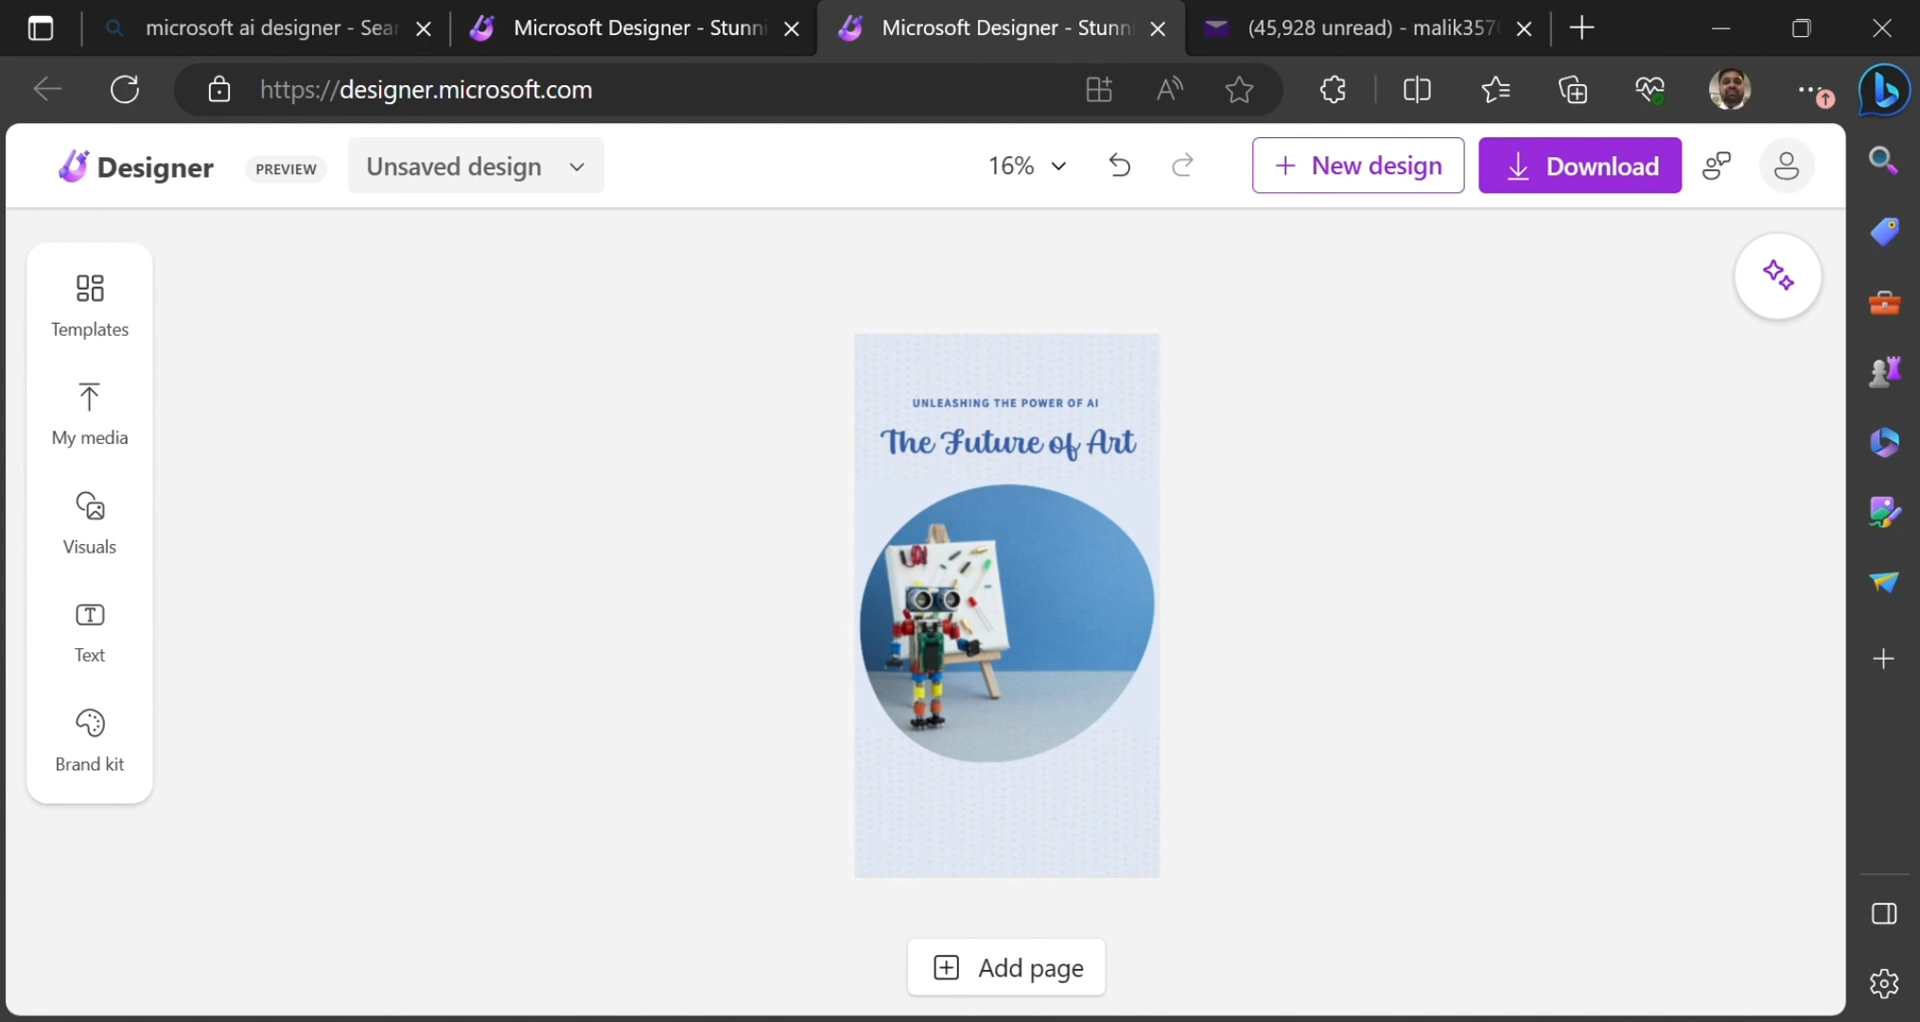 microsoft ai designer - Sear
Microsoft Designer - Stunni
Microsoft Designer - Stunni
(45,928 unread) - malik357
https://designer.microsoft.com
Designer
PREVIEW
Unsaved design
16%
+ New design
Download
Templates
My media
Visuals
Text
Brand kit
UNLEASHING THE POWER OF AI
The Future of Art
Add page